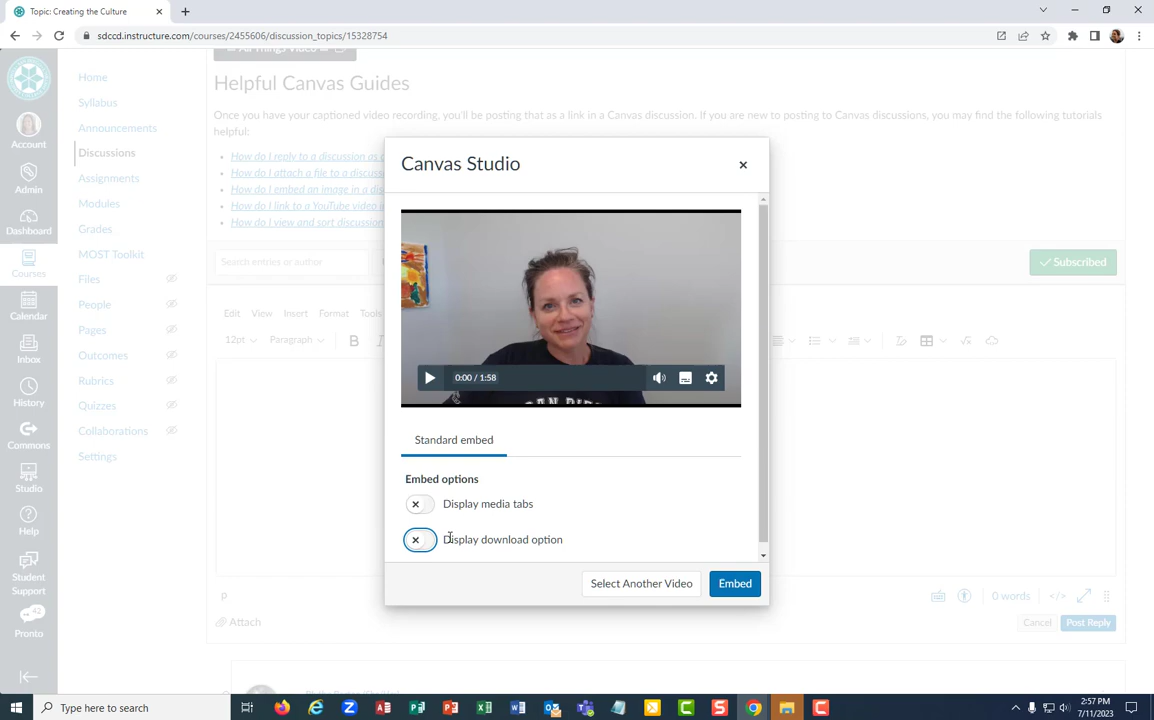 Topic: Creating the Culture
sdccd.instructure.com/courses/2455606/discussion_topics/15328754
Account
Admin
Dashboard
Courses
Calendar
Inbox
History
Commons
Studio
Help
Student
Support
42
Pronto
Home
Syllabus
Announcements
Discussions
Assignments
Modules
Grades
MOST Toolkit
Files
People
Pages
Outcomes
Rubrics
Quizzes
Collaborations
Settings
All Things Video
Helpful Canvas Guides
Once you have your captioned video recording, you'll be posting that as a link in a Canvas discussion. If you are new to posting to Canvas discussions, you may find the following tutorials
helpful:
How do I reply to a discussion as
How do I attach a file to a discuss
How do I embed an image in a dis
How do I link to a YouTube video i
How do I view and sort discussion
Search entries or author
Subscribed
Edit View Insert Format Tools
12pt Paragraph B I
Canvas Studio
0:00 / 1:58
Standard embed
Embed options
Display media tabs
Display download option
Select Another Video
Embed
p
0 words
</>
Attach
Cancel
Post Reply
Type here to search
2:57 PM
7/11/2023